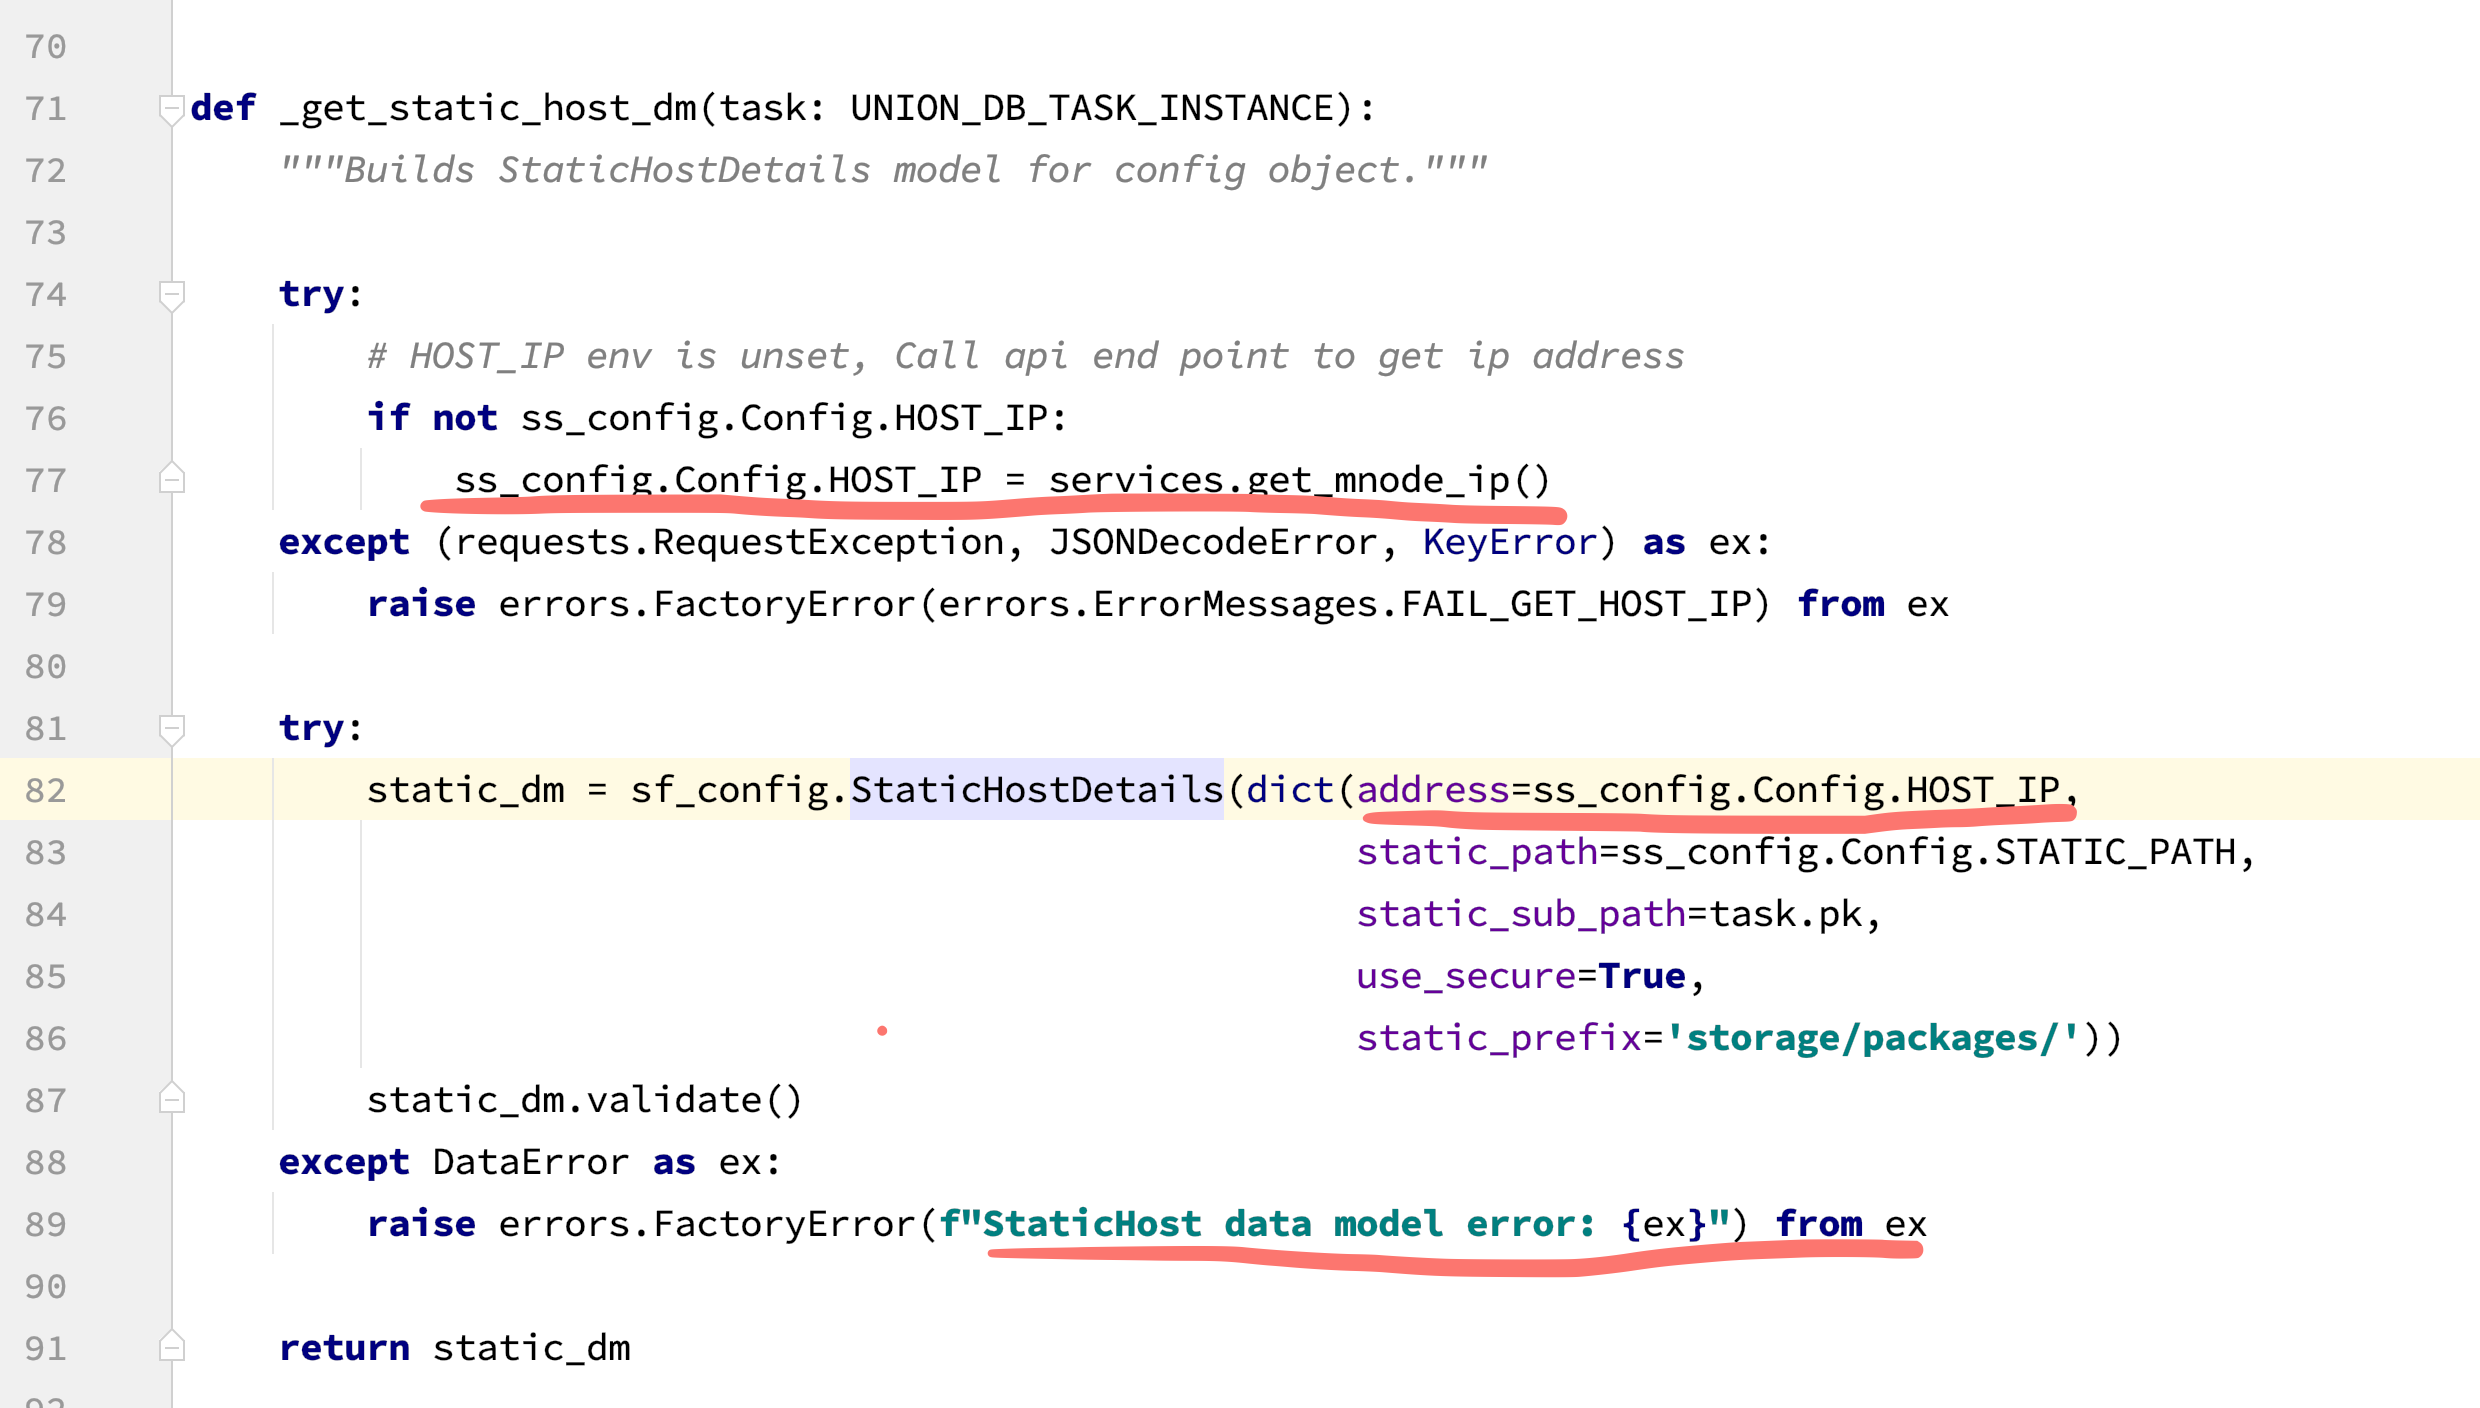 70
71 def _get_static_host_dm(task: UNION_DB_TASK_INSTANCE):
72     """Builds StaticHostDetails model for config object."""
73
74     try:
75         # HOST_IP env is unset, Call api end point to get ip address
76         if not ss_config.Config.HOST_IP:
77             ss_config.Config.HOST_IP = services.get_mnode_ip()
78     except (requests.RequestException, JSONDecodeError, KeyError) as ex:
79         raise errors.FactoryError(errors.ErrorMessages.FAIL_GET_HOST_IP) from ex
80
81     try:
82         static_dm = sf_config.StaticHostDetails(dict(address=ss_config.Config.HOST_IP,
83                                                      static_path=ss_config.Config.STATIC_PATH,
84                                                      static_sub_path=task.pk,
85                                                      use_secure=True,
86                                                      static_prefix='storage/packages/'))
87         static_dm.validate()
88     except DataError as ex:
89         raise errors.FactoryError(f"StaticHost data model error: {ex}") from ex
90
91     return static_dm